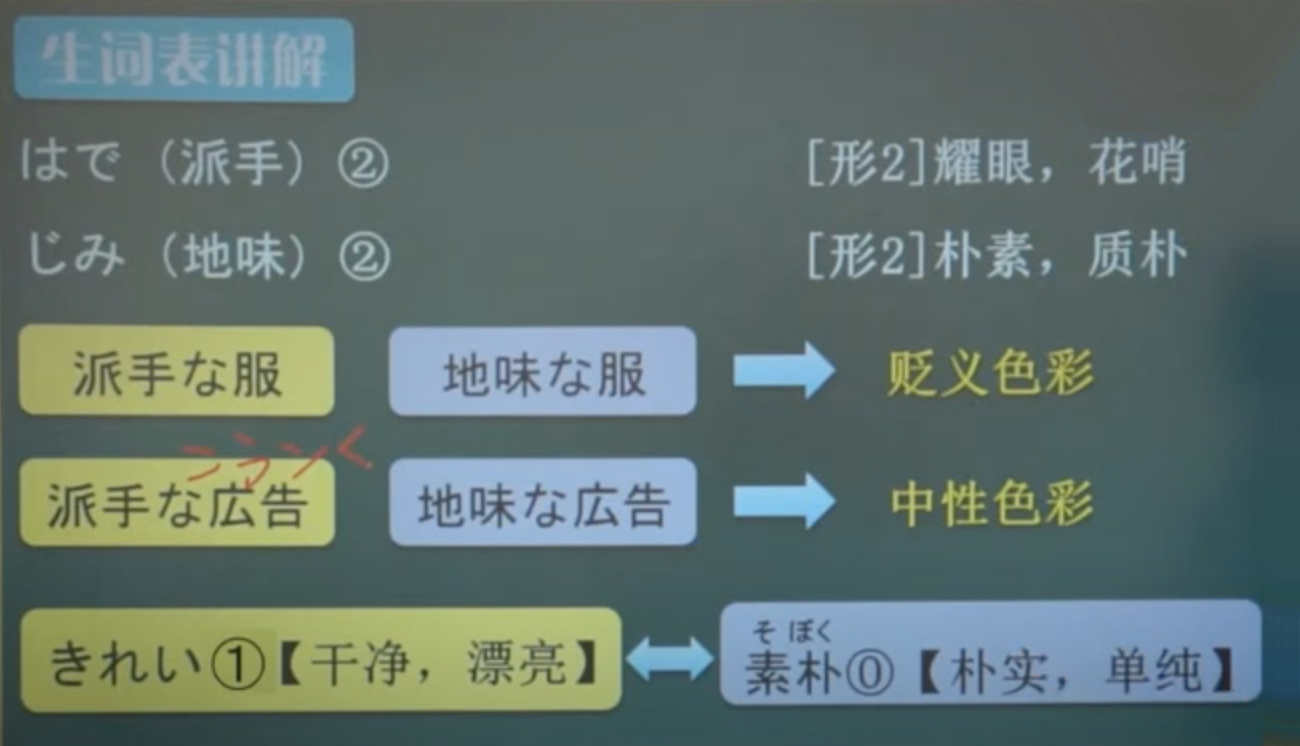 生词表讲解
はで（派手）② [形2]耀眼，花哨
じみ（地味）② [形2]朴素，质朴
派手な服 地味な服 贬义色彩
こうこく
派手な広告 地味な広告 中性色彩
そ ぼく
きれい①【干净，漂亮】 素朴⓪【朴实，单纯】